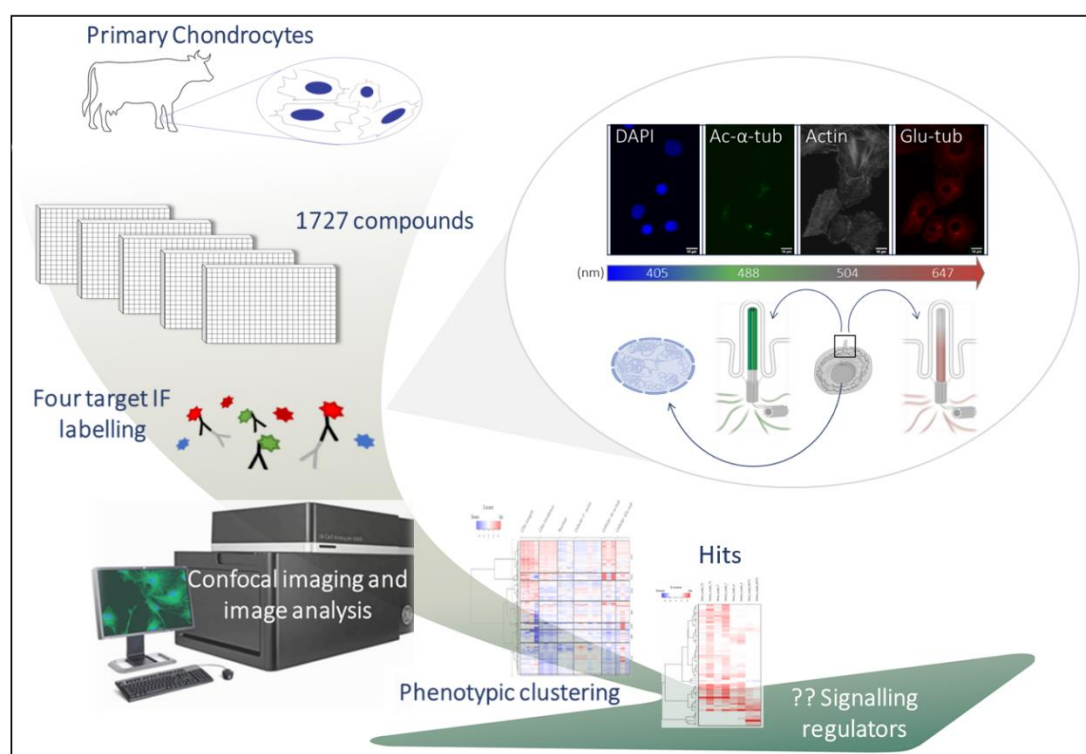 Primary Chondrocytes
DAPI
Ac-α-tub
Actin
Glu-tub
1727 compounds
(nm)
405
488
504
647
Four target IF
labelling
Confocal imaging and
image analysis
Hits
Phenotypic clustering
?? Signalling
regulators